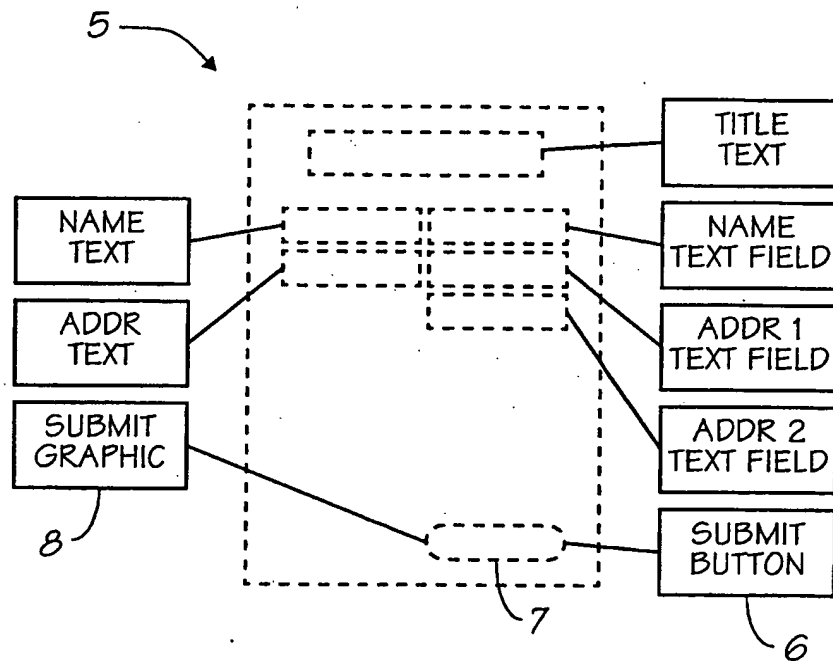 5
TITLE
TEXT
NAME
TEXT
NAME
TEXT FIELD
ADDR
TEXT
ADDR 1
TEXT FIELD
SUBMIT
GRAPHIC
ADDR 2
TEXT FIELD
8
SUBMIT
BUTTON
7
6